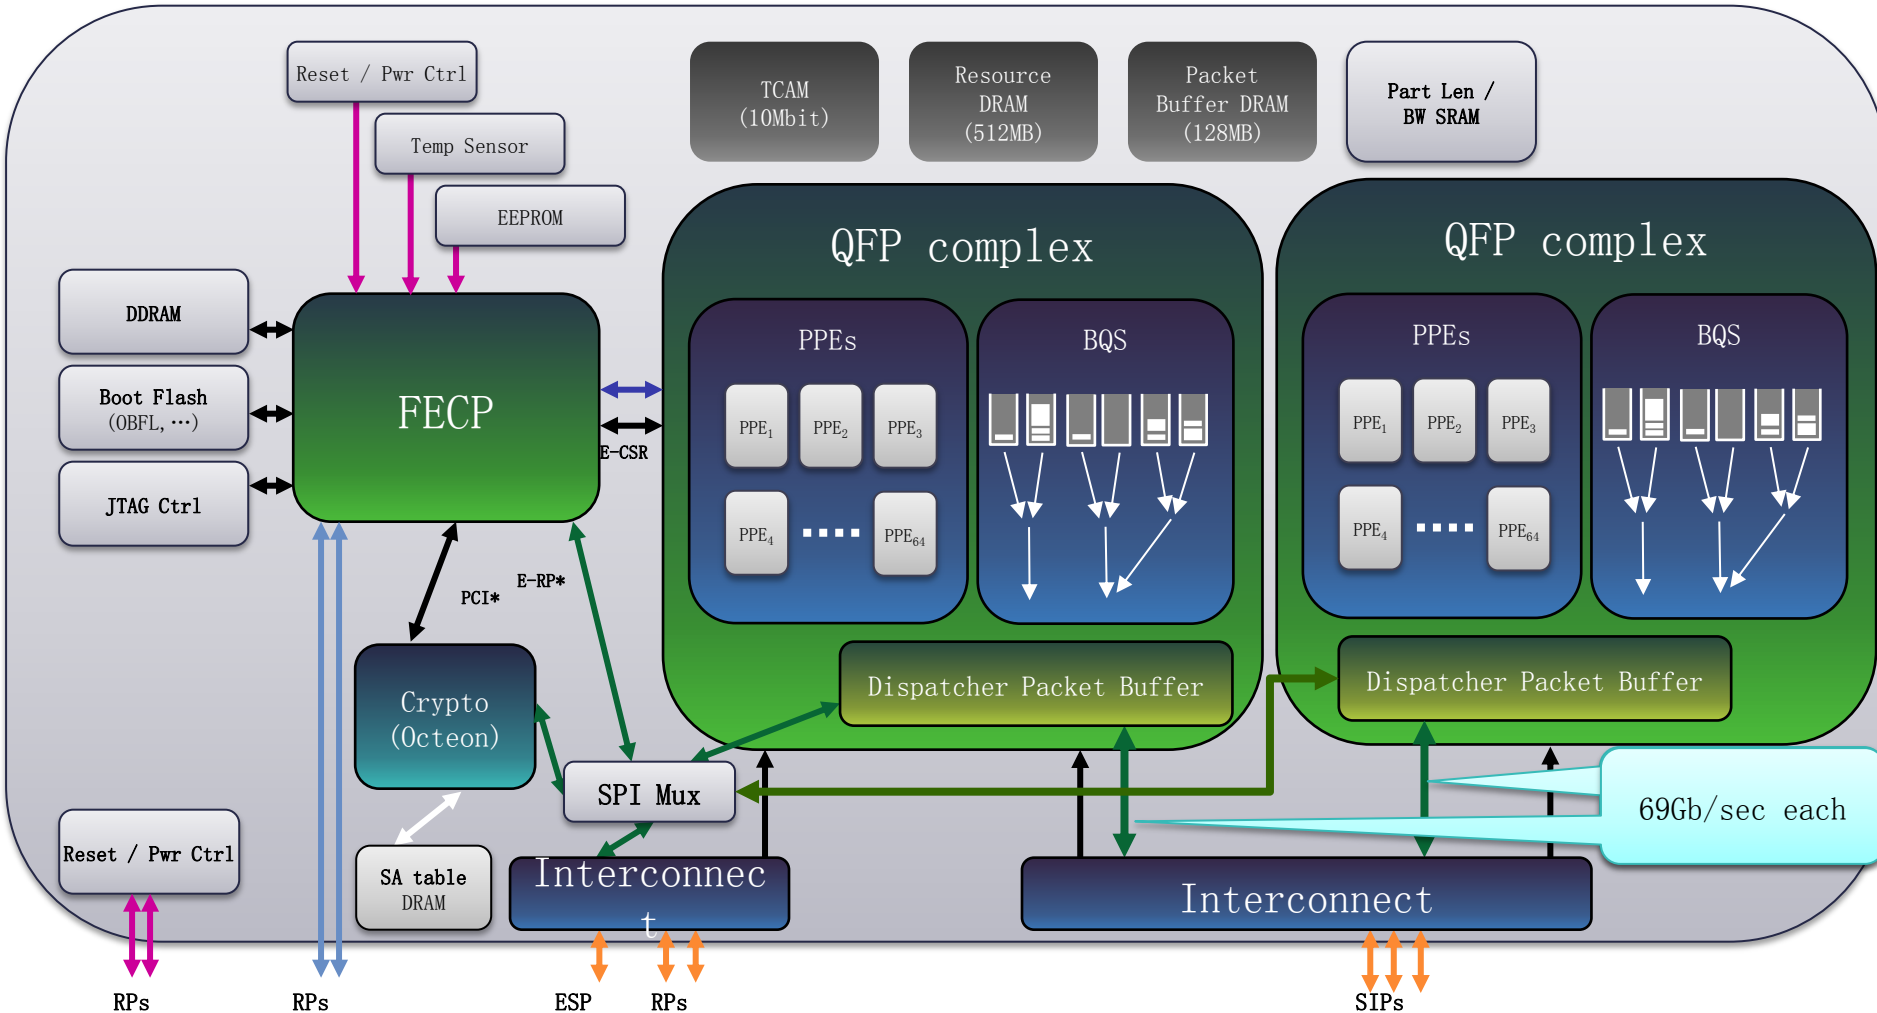 Reset / Pwr Ctrl
Temp Sensor
EEPROM
TCAM
(10Mbit)
Resource
DRAM
(512MB)
Packet
Buffer DRAM
(128MB)
Part Len /
BW SRAM
DDRAM
Boot Flash
(OBFL,…)
JTAG Ctrl
FECP
E-CSR
QFP complex
PPEs
PPE1
PPE2
PPE3
PPE4
PPE64
BQS
Dispatcher Packet Buffer
QFP complex
PPEs
PPE1
PPE2
PPE3
PPE4
PPE64
BQS
Dispatcher Packet Buffer
E-RP*
PCI*
Crypto
(Octeon)
SPI Mux
69Gb/sec each
Reset / Pwr Ctrl
SA table
DRAM
Interconnec
t
Interconnect
RPs
RPs
ESP
RPs
SIPs